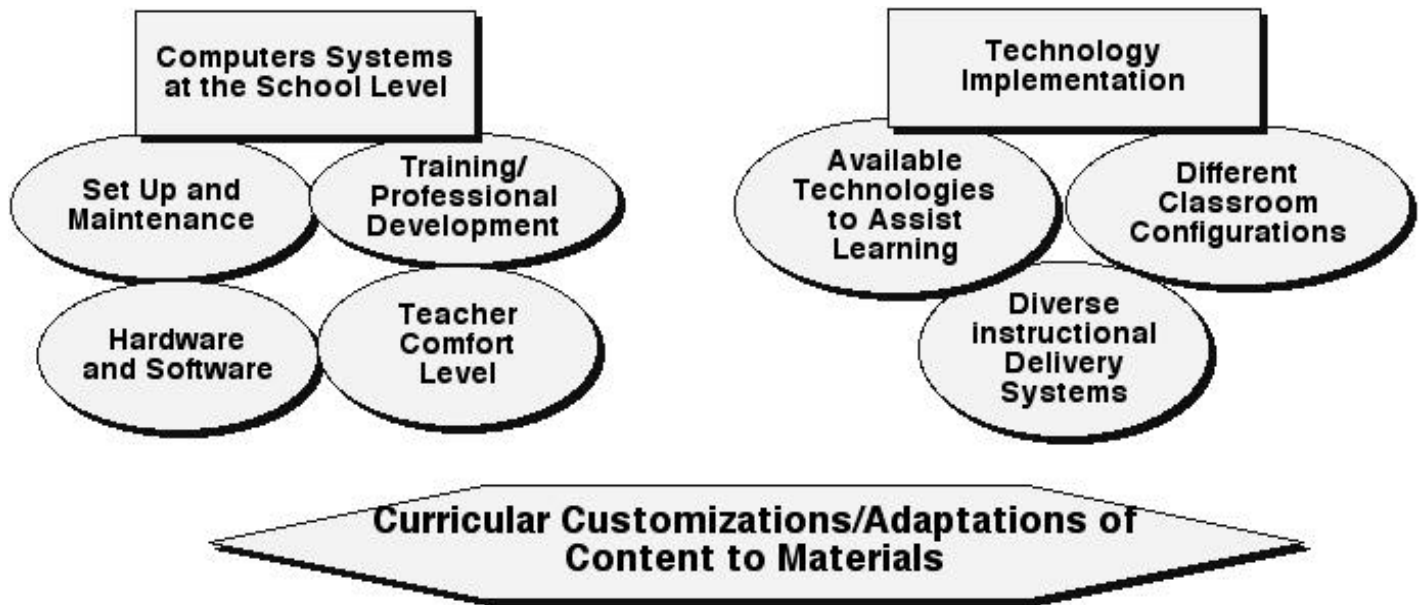 Computers Systems
at the School Level
Set Up and
Maintenance
Training/
Professional
Development
Hardware
and Software
Teacher
Comfort
Level
Technology
Implementation
Available
Technologies
to Assist
Learning
Different
Classroom
Configurations
Diverse
instructional
Delivery
Systems
Curricular Customizations/Adaptations of
Content to Materials